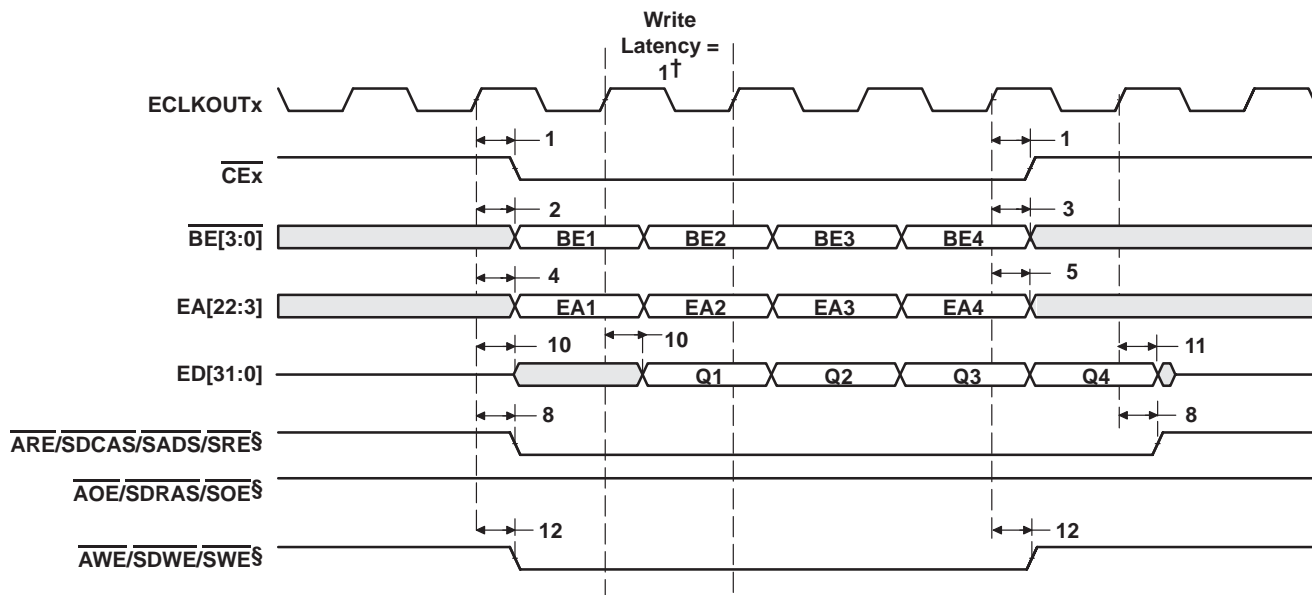 Write
Latency =
1†
ECLKOUTx
1 1
CEx
2 3
BE[3:0] BE1 BE2 BE3 BE4
4 5
EA[22:3] EA1 EA2 EA3 EA4
10 10 11
ED[31:0] Q1 Q2 Q3 Q4
8 8
ARE/SDCAS/SADS/SRE§
AOE/SDRAS/SOE§
12 12
AWE/SDWE/SWE§